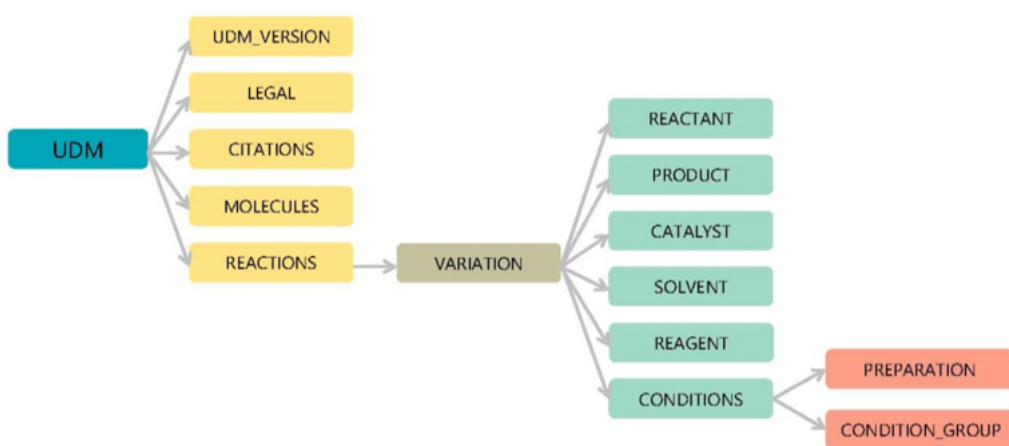 UDM
UDM_VERSION
LEGAL
CITATIONS
MOLECULES
REACTIONS
VARIATION
REACTANT
PRODUCT
CATALYST
SOLVENT
REAGENT
CONDITIONS
PREPARATION
CONDITION_GROUP